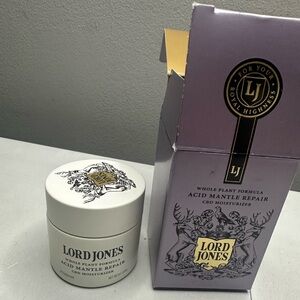 LORD JONES
WHOLE PLANT FORMULA
ACID MANTLE REPAIR
CBD MOISTURIZER
FOR YOUR
LJ
ROYAL HIGHNESS
LJ
WHOLE PLANT FORMULA
ACID MANTLE REPAIR
CBD MOISTURIZER
LORD
JONES